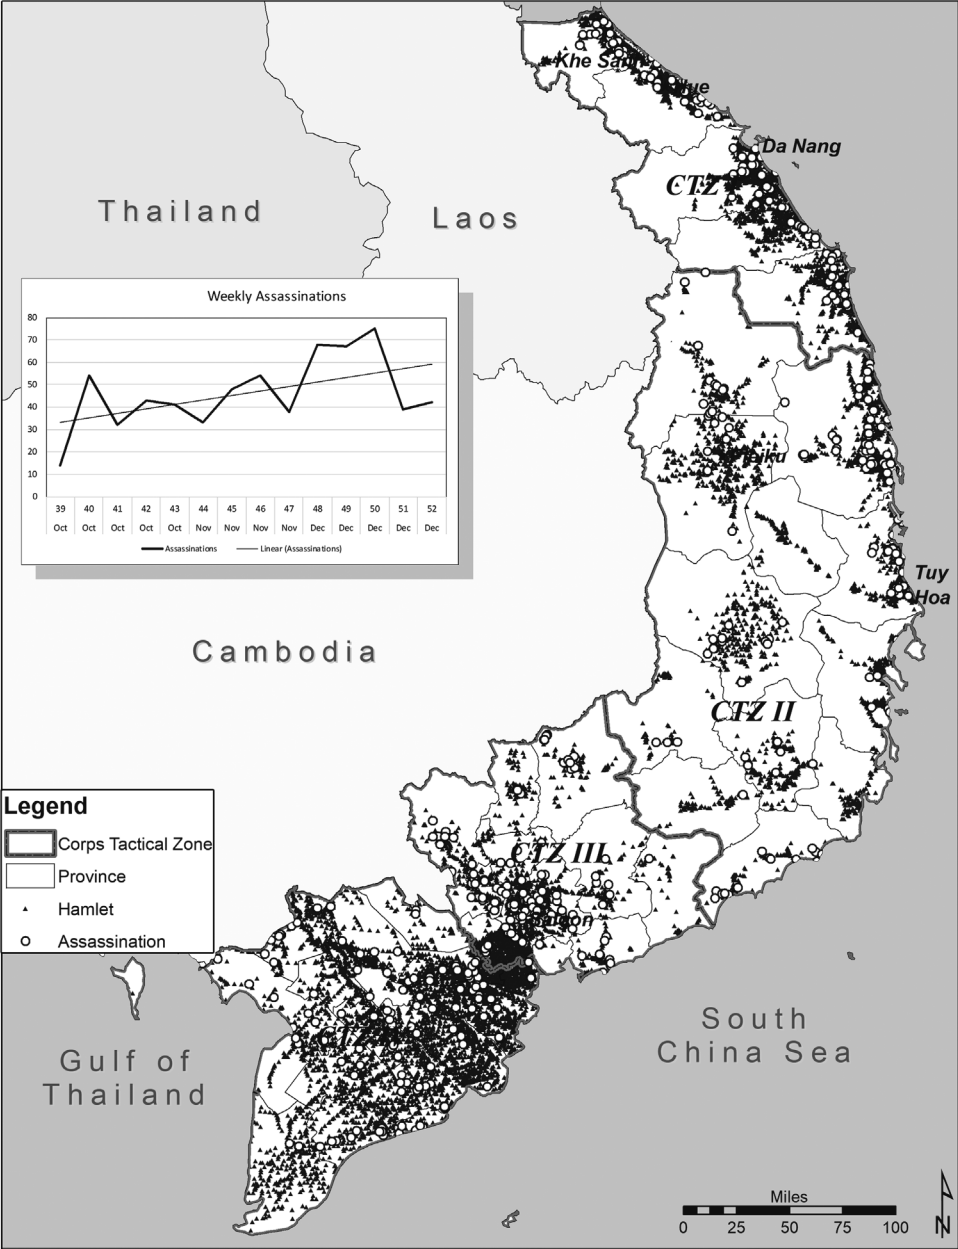 Khe Sanh
Hue
Da Nang
CTZ I
Thailand
Laos
Weekly Assassinations
80
70
60
50
40
30
20
10
0
39 40 41 42 43 44 45 46 47 48 49 50 51 52
Oct Oct Oct Oct Oct Nov Nov Nov Nov Dec Dec Dec Dec Dec
Assassinations Linear (Assassinations)
Pleiku
Tuy
Hoa
Cambodia
CTZ II
Legend
Corps Tactical Zone
Province
Hamlet
Assassination
CTZ III
Saigon
South
China Sea
Gulf of
Thailand
Miles
0 25 50 75 100
N